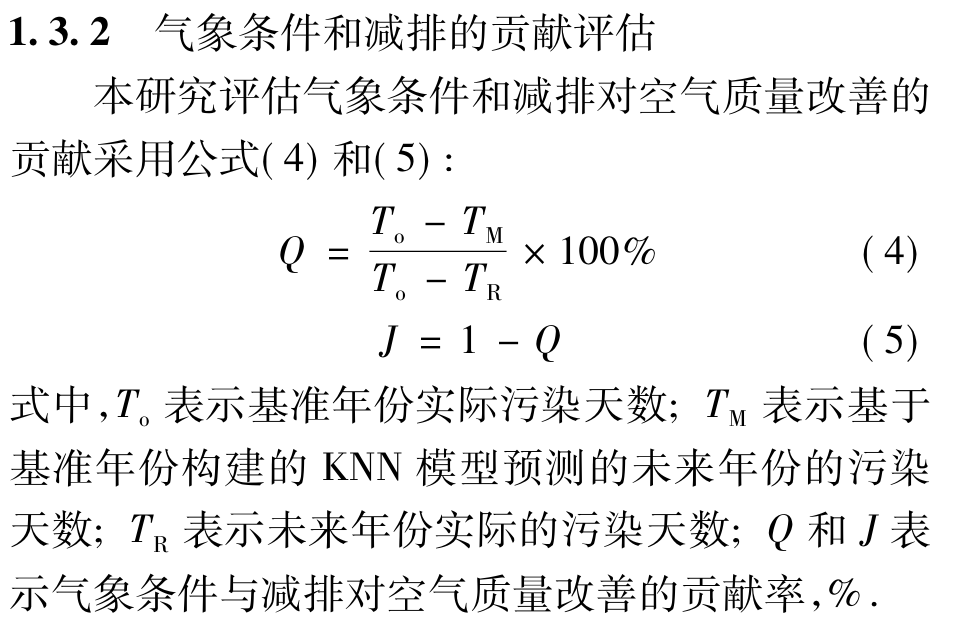 1.3.2 气象条件和减排的贡献评估
本研究评估气象条件和减排对空气质量改善的
贡献采用公式(4)和(5):
Q = \frac{T_o - T_M}{T_o - T_R} × 100% (4)
J = 1 - Q (5)
式中,T_o 表示基准年份实际污染天数; T_M 表示基于
基准年份构建的 KNN 模型预测的未来年份的污染
天数; T_R 表示未来年份实际的污染天数; Q 和 J 表
示气象条件与减排对空气质量改善的贡献率,%.